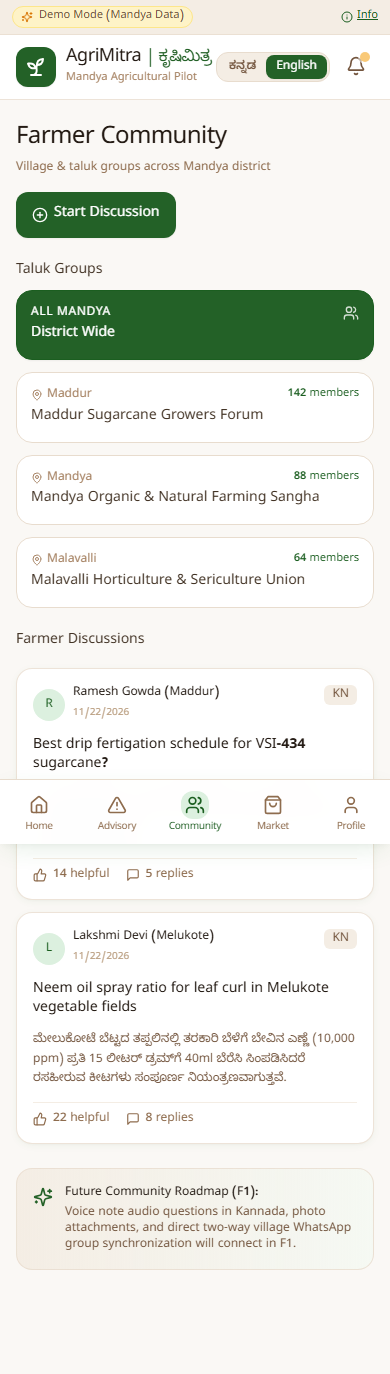 Demo Mode (Mandya Data)
Info
AgriMitra | ಕೃಷಿಮಿತ್ರ
Mandya Agricultural Pilot
ಕನ್ನಡ
English
Farmer Community
Village & taluk groups across Mandya district
Start Discussion
Taluk Groups
ALL MANDYA
District Wide
Maddur
142 members
Maddur Sugarcane Growers Forum
Mandya
88 members
Mandya Organic & Natural Farming Sangha
Malavalli
64 members
Malavalli Horticulture & Sericulture Union
Farmer Discussions
R
Ramesh Gowda (Maddur)
11/22/2026
KN
Best drip fertigation schedule for VSI-434
sugarcane?
Home
Advisory
Community
Market
Profile
14 helpful
5 replies
L
Lakshmi Devi (Melukote)
11/22/2026
KN
Neem oil spray ratio for leaf curl in Melukote
vegetable fields
ಮೇಲುಕೋಟೆ ಬೆಟ್ಟದ ತಪ್ಪಲಿನಲ್ಲಿ ತರಕಾರಿ ಬೆಳೆಗೆ ಬೇವಿನ ಎಣ್ಣೆ (10,000
ppm) ಪ್ರತಿ 15 ಲೀಟರ್ ಡ್ರಮ್‌ಗೆ 40ml ಬೆರೆಸಿ ಸಿಂಪಡಿಸಿದರೆ
ರಸಹೀರುವ ಕೀಟಗಳು ಸಂಪೂರ್ಣ ನಿಯಂತ್ರಣವಾಗುತ್ತವೆ.
22 helpful
8 replies
Future Community Roadmap (F1):
Voice note audio questions in Kannada, photo
attachments, and direct two-way village WhatsApp
group synchronization will connect in F1.